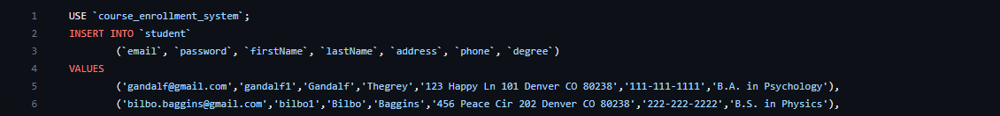 1 USE `course_enrollment_system`;
2 INSERT INTO `student`
3 (`email`, `password`, `firstName`, `lastName`, `address`, `phone`, `degree`)
4 VALUES
5 ('gandalf@gmail.com','gandalf1','Gandalf','Thegrey','123 Happy Ln 101 Denver CO 80238','111-111-1111','B.A. in Psychology'),
6 ('bilbo.baggins@gmail.com','bilbo1','Bilbo','Baggins','456 Peace Cir 202 Denver CO 80238','222-222-2222','B.S. in Physics'),